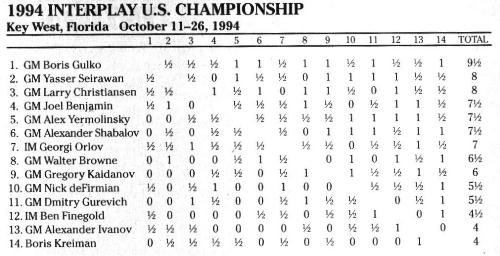 1994 INTERPLAY U.S. CHAMPIONSHIP
Key West, Florida October 11–26, 1994
1 2 3 4 5 6 7 8 9 10 11 12 13 14 TOTAL
1. GM Boris Gulko ½ ½ ½ 1 1 ½ 1 1 ½ 1 ½ ½ 1 9½
2. GM Yasser Seirawan ½ ½ 0 1 ½ ½ 0 1 1 1 ½ ½ 1 8
3. GM Larry Christiansen ½ ½ 1 ½ 1 0 1 1 ½ 0 1 ½ ½ 8
4. GM Joel Benjamin ½ 1 0 ½ ½ ½ 1 ½ 0 ½ 1 1 ½ 7½
5. GM Alex Yermolinsky 0 0 ½ ½ ½ ½ ½ ½ 1 1 1 ½ 1 7½
6. GM Alexander Shabalov 0 ½ 0 ½ ½ ½ 0 1 1 1 ½ 1 1 7½
7. IM Georgi Orlov ½ ½ 1 ½ ½ ½ ½ ½ 0 ½ ½ ½ 1 7
8. GM Walter Browne 0 1 0 0 ½ 1 ½ 0 1 0 1 ½ 1 6½
9. GM Gregory Kaidanov 0 0 0 ½ ½ 0 ½ 1 1 ½ ½ ½ 1 6
10. GM Nick deFirmian ½ 0 ½ 1 0 0 1 0 0 ½ ½ ½ 1 5½
11. GM Dmitry Gurevich 0 0 1 ½ 0 0 ½ 1 ½ ½ 0 ½ 1 5½
12. IM Ben Finegold ½ 0 0 0 0 ½ ½ 0 ½ ½ 1 1 0 4½
13. GM Alexander Ivanov ½ ½ ½ 0 ½ 0 ½ ½ ½ ½ ½ 0 0 4
14. Boris Kreiman 0 0 ½ ½ 0 0 0 0 0 0 0 1 1 4